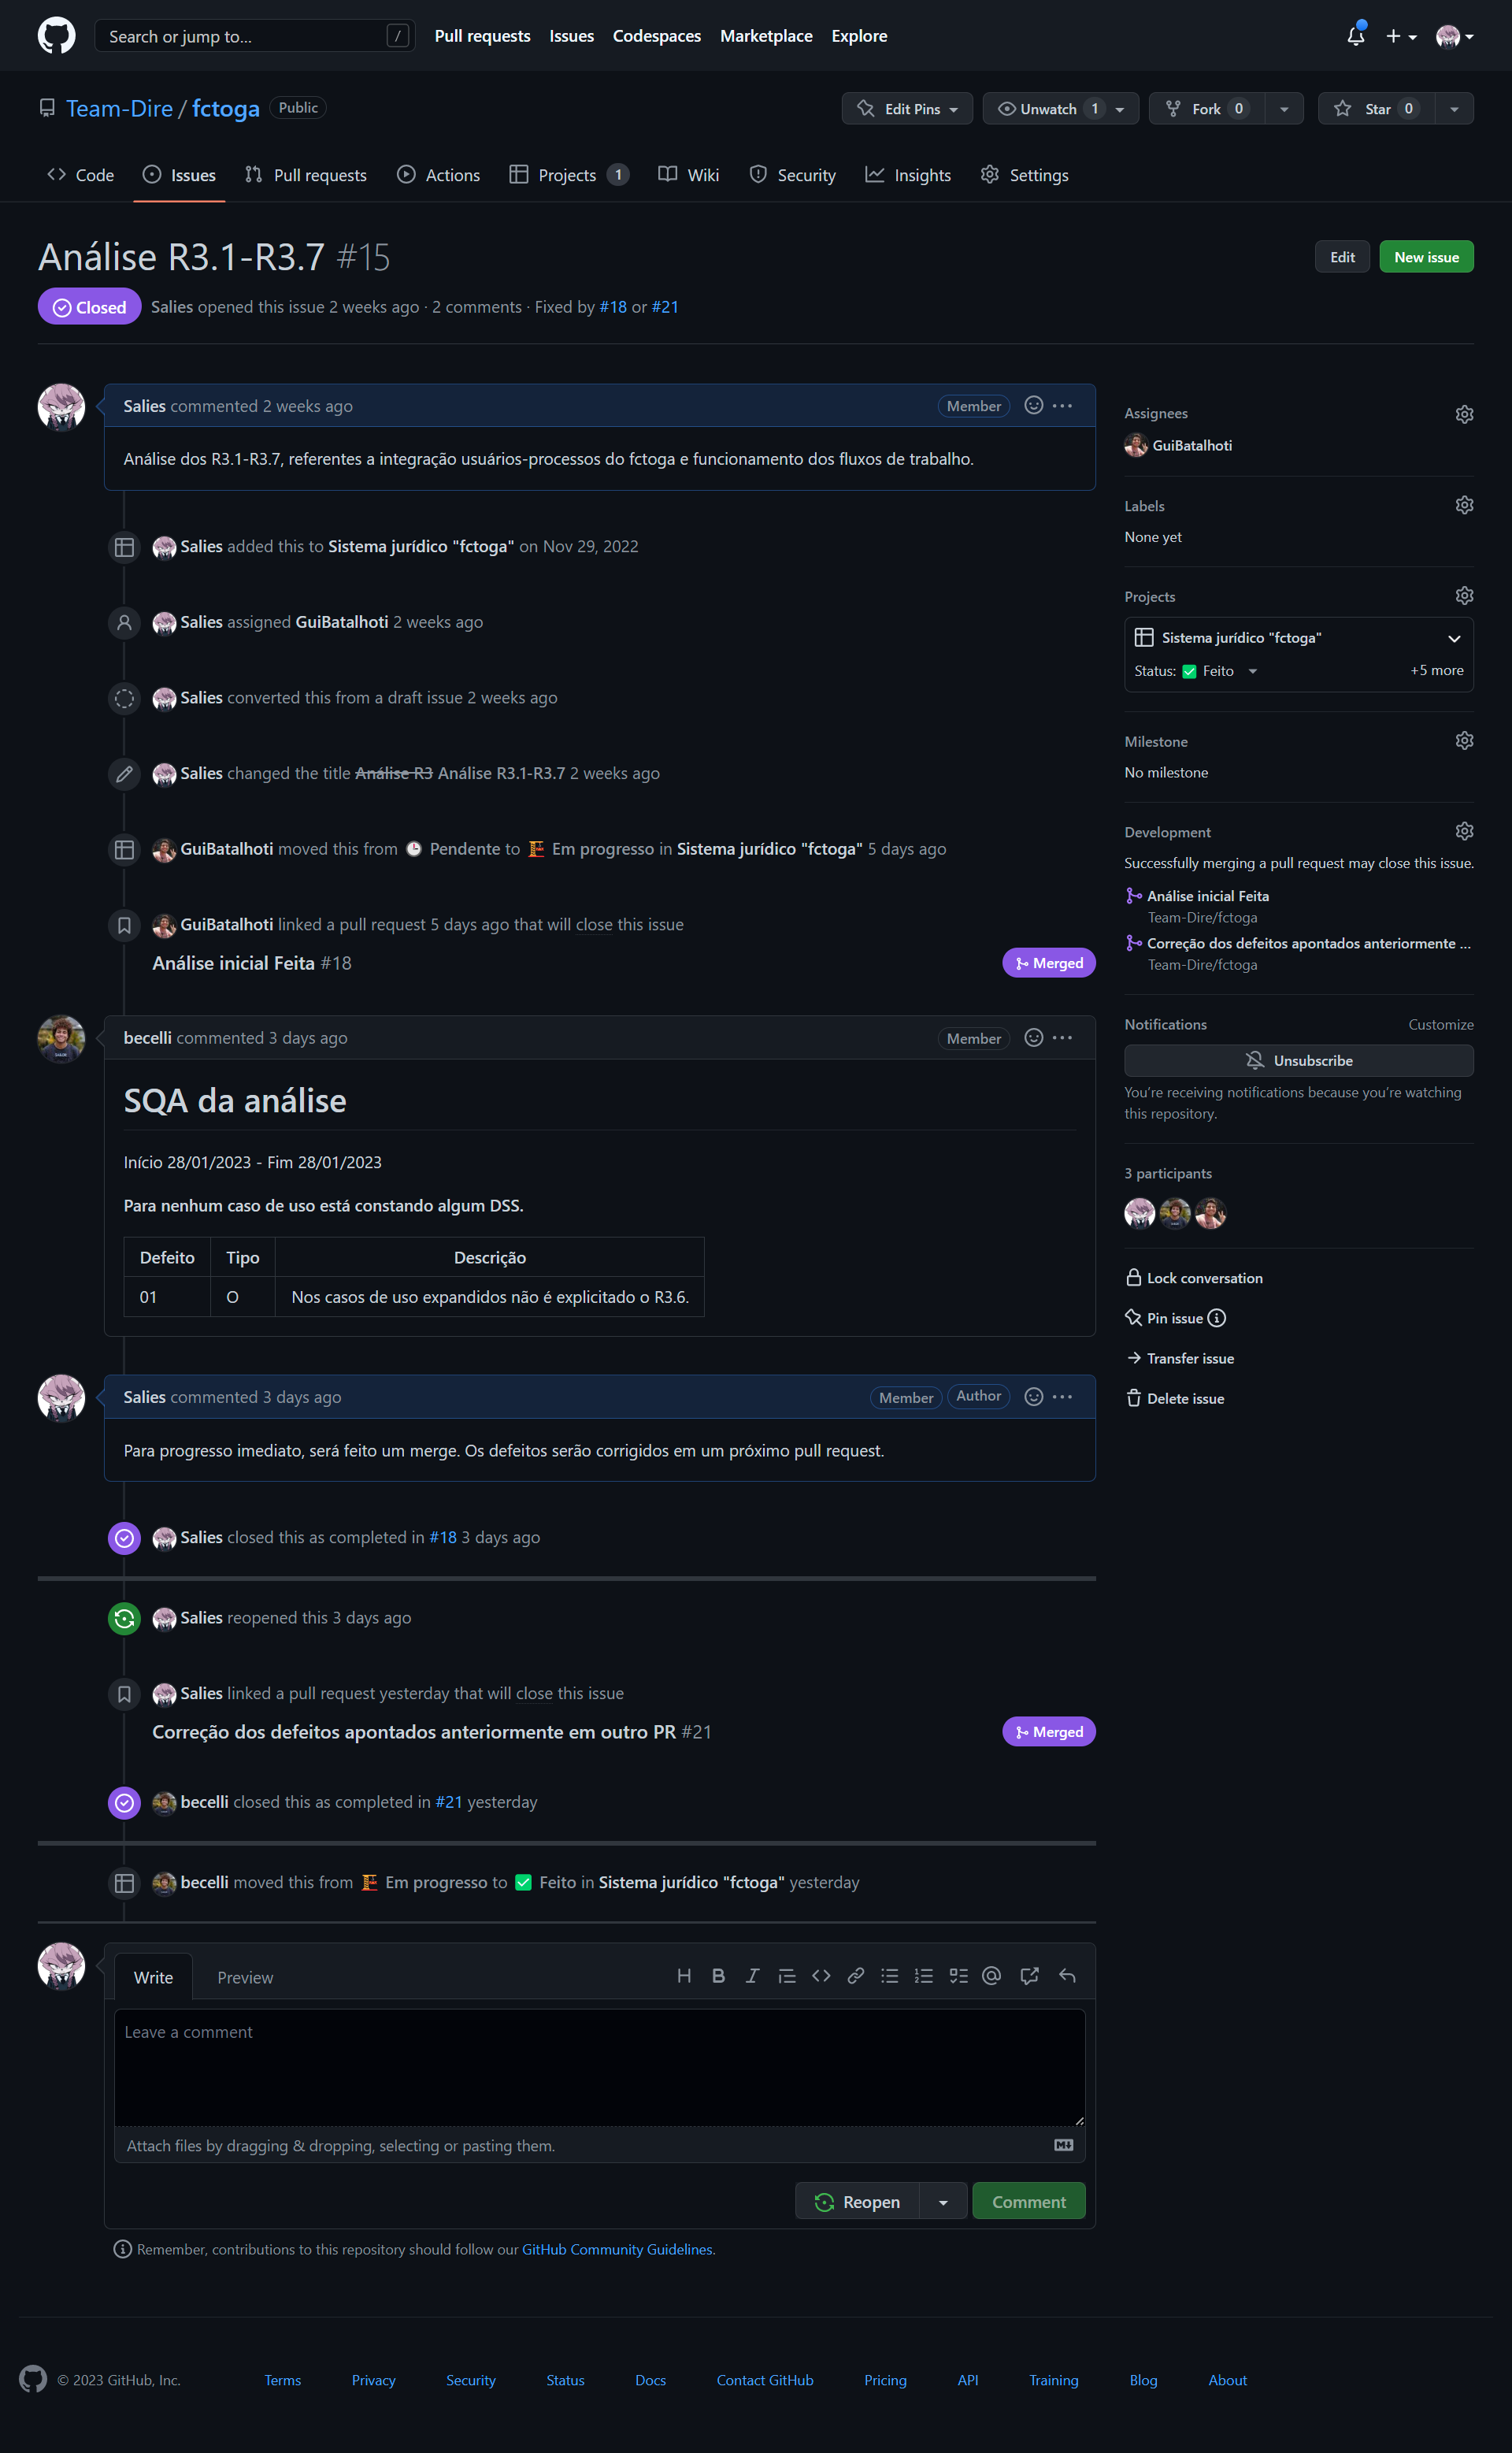 Search or jump to...
/
Pull requests
Issues
Codespaces
Marketplace
Explore
Team-Dire / fctoga
Public
Edit Pins
Unwatch 1
Fork 0
Star 0
Code
Issues
Pull requests
Actions
Projects 1
Wiki
Security
Insights
Settings
Análise R3.1-R3.7 #15
Edit
New issue
Closed
Salies opened this issue 2 weeks ago · 2 comments · Fixed by #18 or #21
Salies commented 2 weeks ago
Member
Análise dos R3.1-R3.7, referentes a integração usuários-processos do fctoga e funcionamento dos fluxos de trabalho.
Salies added this to Sistema jurídico "fctoga" on Nov 29, 2022
Salies assigned GuiBatalhoti 2 weeks ago
Salies converted this from a draft issue 2 weeks ago
Salies changed the title Análise R3 Análise R3.1-R3.7 2 weeks ago
GuiBatalhoti moved this from Pendente to Em progresso in Sistema jurídico "fctoga" 5 days ago
GuiBatalhoti linked a pull request 5 days ago that will close this issue
Análise inicial Feita #18
Merged
becelli commented 3 days ago
Member
SQA da análise
Início 28/01/2023 - Fim 28/01/2023
Para nenhum caso de uso está constando algum DSS.
Defeito Tipo Descrição
01 O Nos casos de uso expandidos não é explicitado o R3.6.
Salies commented 3 days ago
Member
Author
Para progresso imediato, será feito um merge. Os defeitos serão corrigidos em um próximo pull request.
Salies closed this as completed in #18 3 days ago
Salies reopened this 3 days ago
Salies linked a pull request yesterday that will close this issue
Correção dos defeitos apontados anteriormente em outro PR #21
Merged
becelli closed this as completed in #21 yesterday
becelli moved this from Em progresso to Feito in Sistema jurídico "fctoga" yesterday
Write
Preview
Leave a comment
Attach files by dragging & dropping, selecting or pasting them.
Reopen
Comment
Remember, contributions to this repository should follow our GitHub Community Guidelines.
Assignees
GuiBatalhoti
Labels
None yet
Projects
Sistema jurídico "fctoga"
Status: Feito
+5 more
Milestone
No milestone
Development
Successfully merging a pull request may close this issue.
Análise inicial Feita
Team-Dire/fctoga
Correção dos defeitos apontados anteriormente ...
Team-Dire/fctoga
Notifications
Customize
Unsubscribe
You're receiving notifications because you're watching
this repository.
3 participants
Lock conversation
Pin issue
Transfer issue
Delete issue
© 2023 GitHub, Inc.
Terms
Privacy
Security
Status
Docs
Contact GitHub
Pricing
API
Training
Blog
About